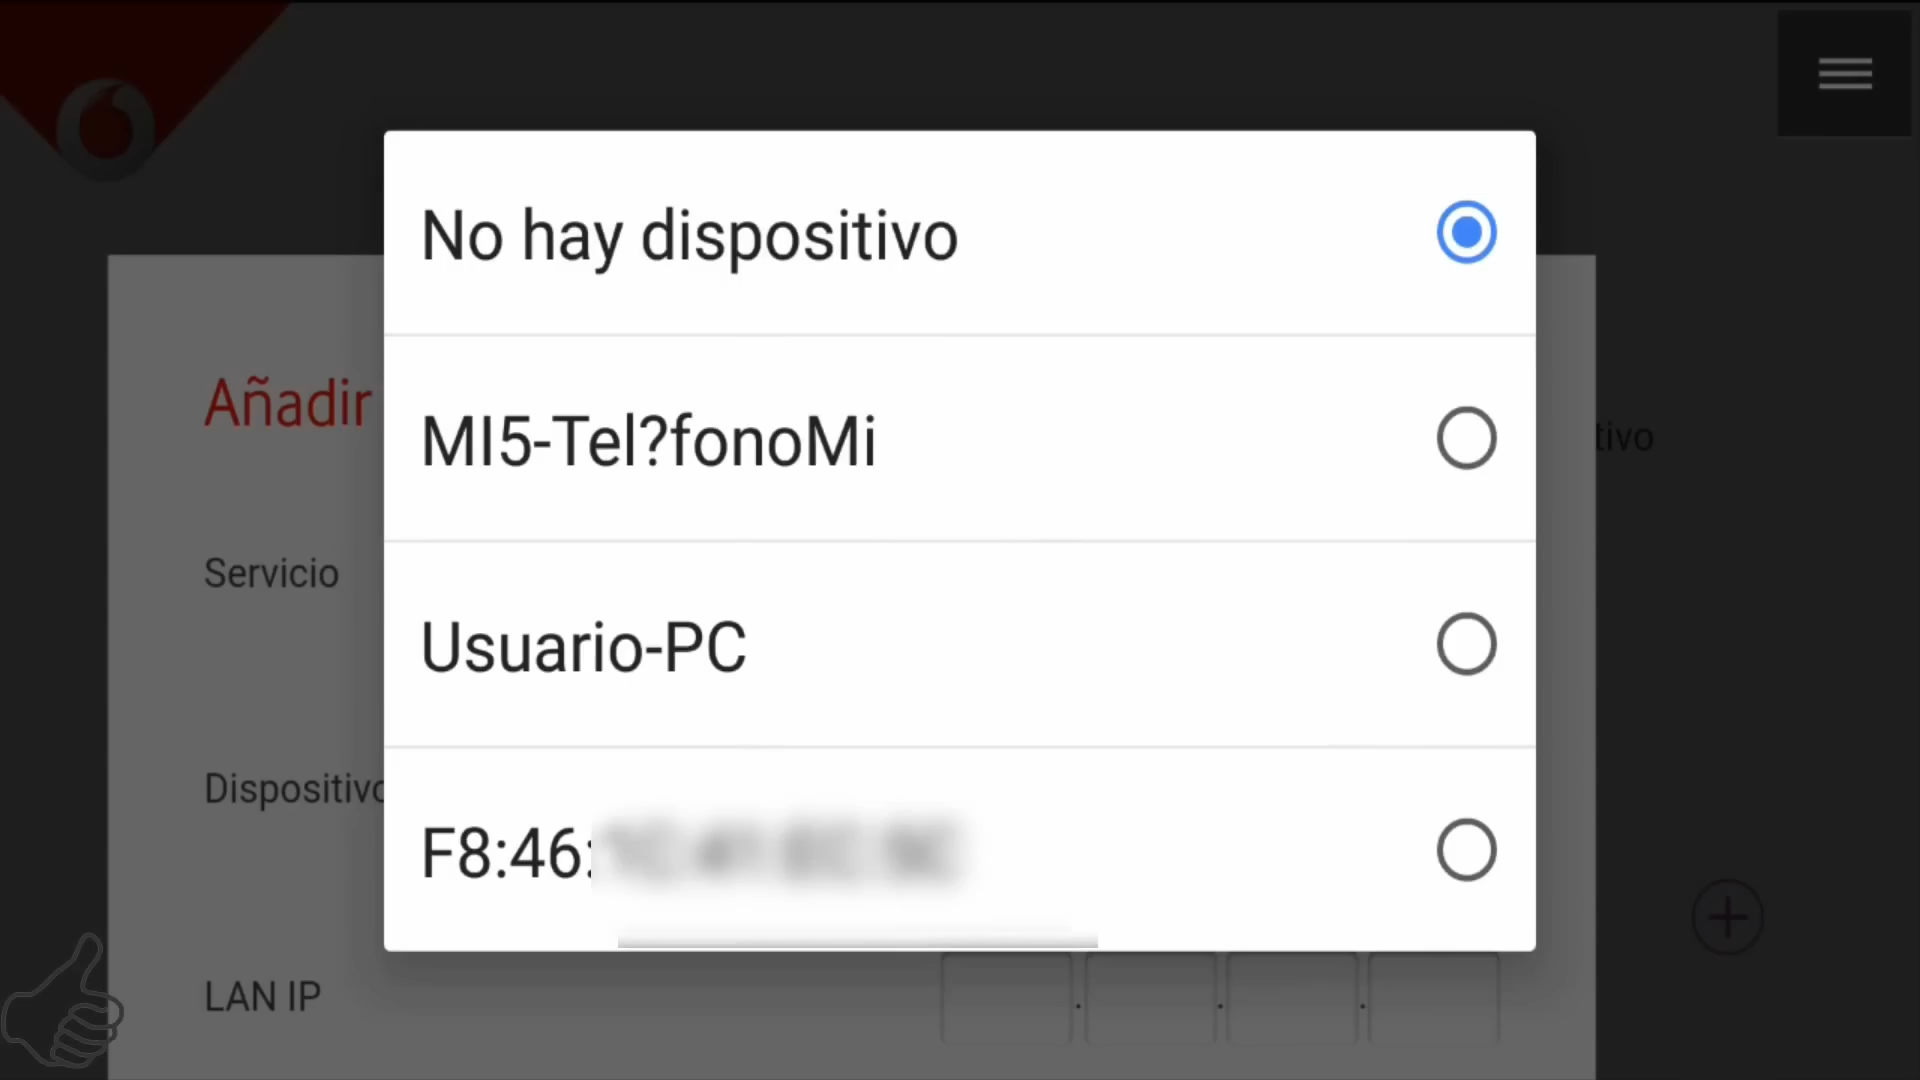 No hay dispositivo
MI5-Tel?fonoMi
Usuario-PC
F8:46:
Añadir
tivo
Servicio
Dispositivo
LAN IP
. . .